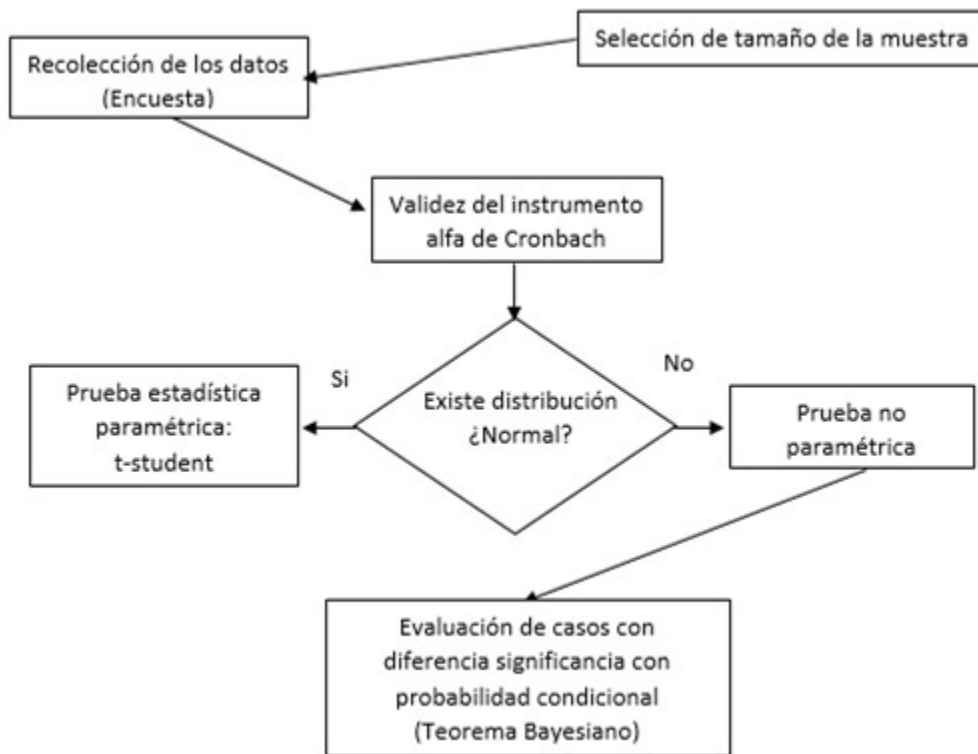 Selección de tamaño de la muestra
Recolección de los datos
(Encuesta)
Validez del instrumento
alfa de Cronbach
Existe distribución
¿Normal?
Si
No
Prueba estadística
paramétrica:
t-student
Prueba no
paramétrica
Evaluación de casos con
diferencia significancia con
probabilidad condicional
(Teorema Bayesiano)